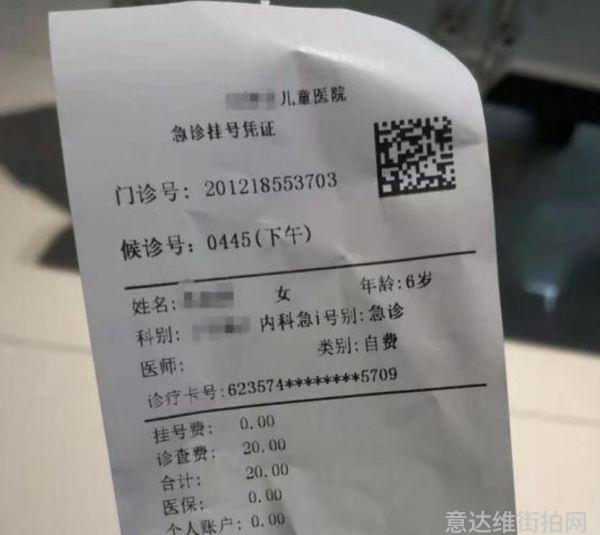 儿童医院
急诊挂号凭证
门诊号: 201218553703
候诊号: 0445(下午)
姓名: 女 年龄:6岁
科别: 内科急i号别:急诊
医师: 类别:自费
诊疗卡号:623574********5709
挂号费: 0.00
诊查费: 20.00
合计: 20.00
医保: 0.00
个人账户: 0.00
意达维街拍网